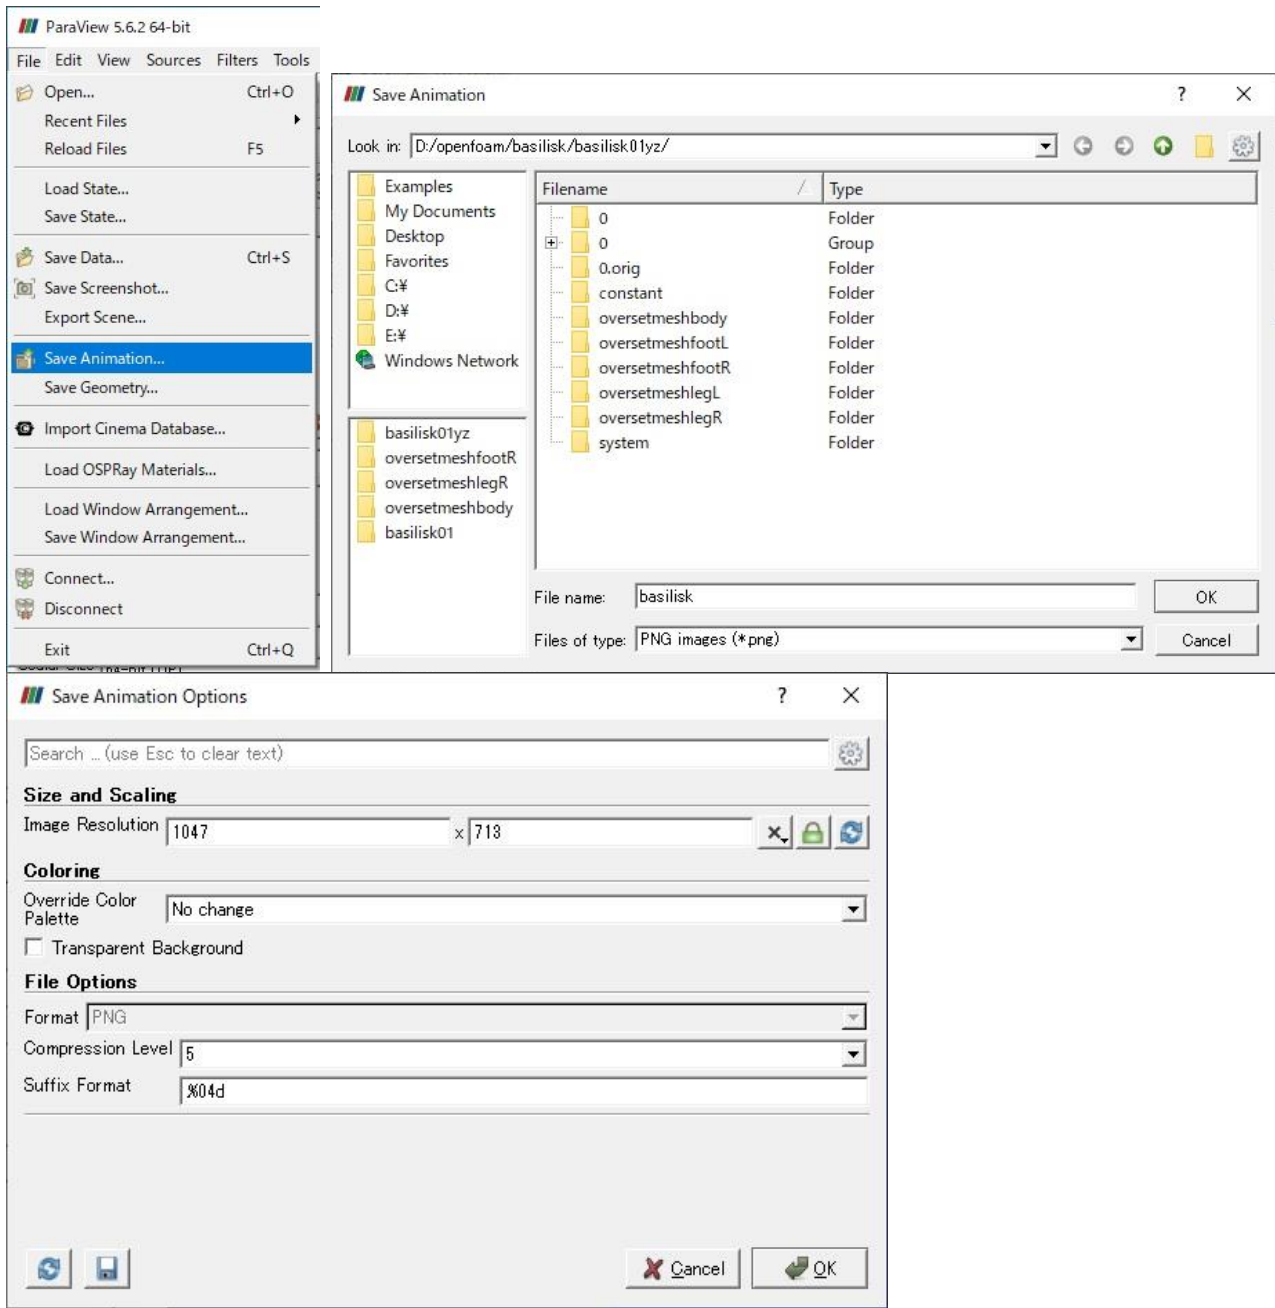 ParaView 5.6.2 64-bit
File Edit View Sources Filters Tools
Open... Ctrl+O
Recent Files
Reload Files F5
Load State...
Save State...
Save Data... Ctrl+S
Save Screenshot...
Export Scene...
Save Animation...
Save Geometry...
Import Cinema Database...
Load OSPRay Materials...
Load Window Arrangement...
Save Window Arrangement...
Connect...
Disconnect
Exit Ctrl+Q
Save Animation ?
Look in: D:/openfoam/basilisk/basilisk01yz/
Examples
My Documents
Desktop
Favorites
C:¥
D:¥
E:¥
Windows Network
basilisk01yz
oversetmeshfootR
oversetmeshlegR
oversetmeshbody
basilisk01
Filename Type
0 Folder
0 Group
0.orig Folder
constant Folder
oversetmeshbody Folder
oversetmeshfootL Folder
oversetmeshfootR Folder
oversetmeshlegL Folder
oversetmeshlegR Folder
system Folder
File name: basilisk OK
Files of type: PNG images (*png) Cancel
Save Animation Options ?
Search ... (use Esc to clear text)
Size and Scaling
Image Resolution 1047 x 713
Coloring
Override Color
Palette
No change
Transparent Background
File Options
Format PNG
Compression Level 5
Suffix Format .%04d
Cancel OK